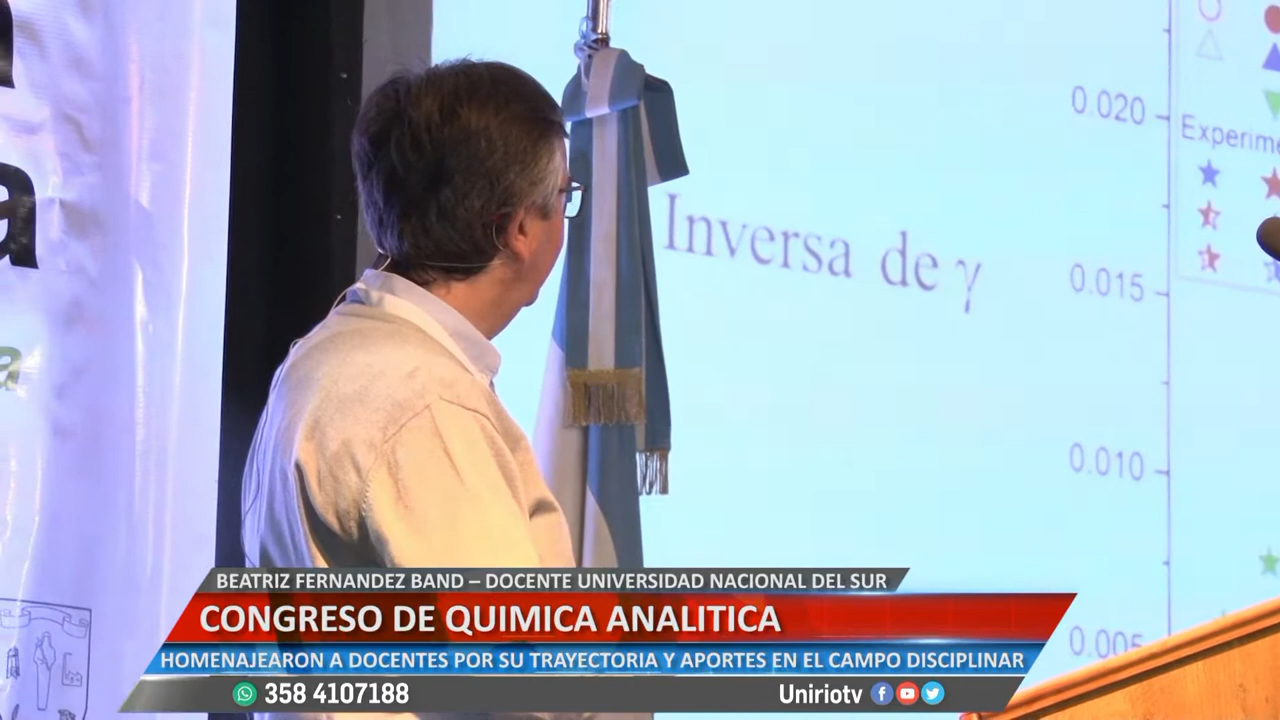 a
a
Inversa de γ
0.020
0.015
0.010
0.005
Experim
BEATRIZ FERNANDEZ BAND – DOCENTE UNIVERSIDAD NACIONAL DEL SUR
CONGRESO DE QUIMICA ANALITICA
HOMENAJEARON A DOCENTES POR SU TRAYECTORIA Y APORTES EN EL CAMPO DISCIPLINAR
358 4107188
Uniriotv